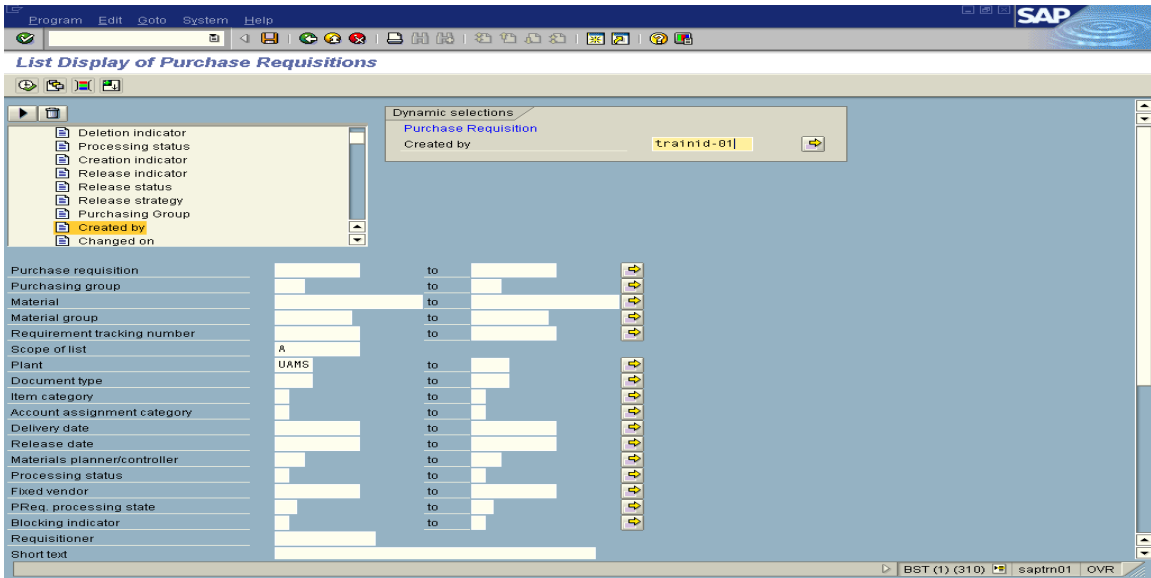 Program Edit Goto System Help
SAP
List Display of Purchase Requisitions
Deletion indicator
Processing status
Creation indicator
Release indicator
Release status
Release strategy
Purchasing Group
Created by
Changed on
Dynamic selections
Purchase Requisition
Created by trainid-01
Purchase requisition to
Purchasing group to
Material to
Material group to
Requirement tracking number to
Scope of list A
Plant UAMS to
Document type to
Item category to
Account assignment category to
Delivery date to
Release date to
Materials planner/controller to
Processing status to
Fixed vendor to
PReq. processing state to
Blocking indicator to
Requisitioner
Short text
BST (1) (310) saptrn01 OVR